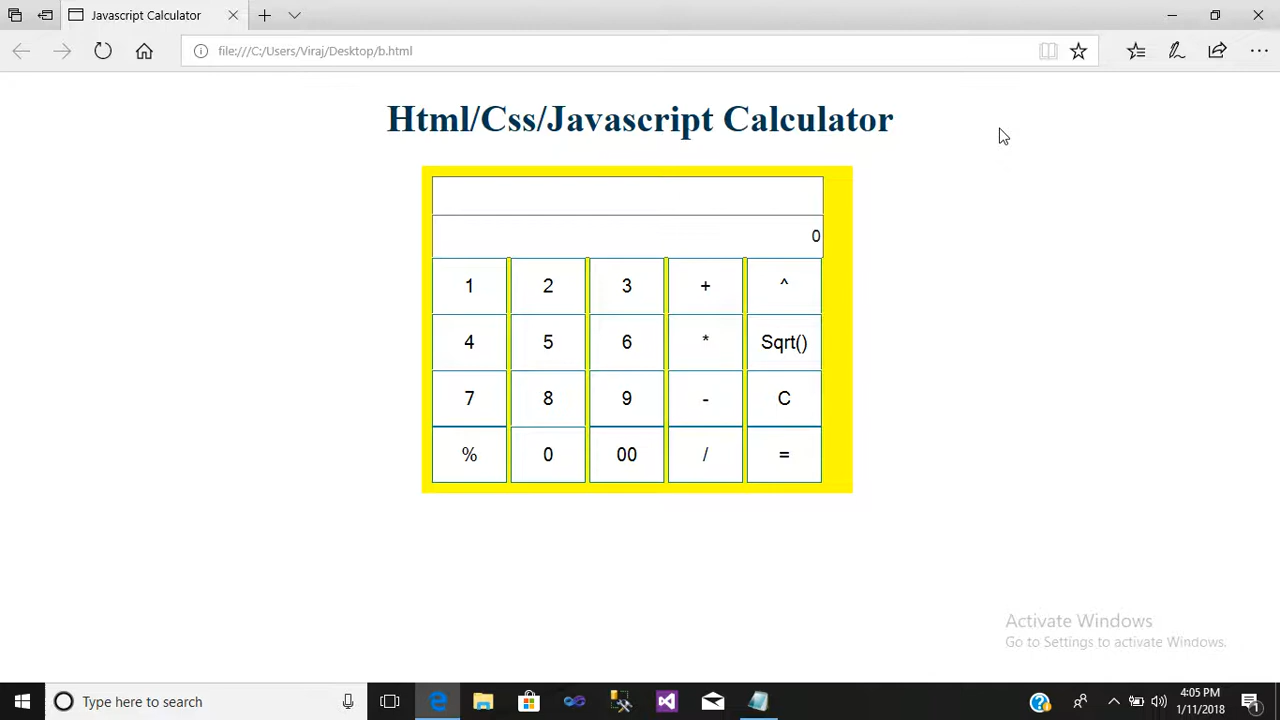 Javascript Calculator
file:///C:/Users/Viraj/Desktop/b.html
Html/Css/Javascript Calculator
0
1 2 3 + ^
4 5 6 * Sqrt()
7 8 9 - C
% 0 00 / =
Activate Windows
Go to Settings to activate Windows.
Type here to search
4:05 PM
1/11/2018
1